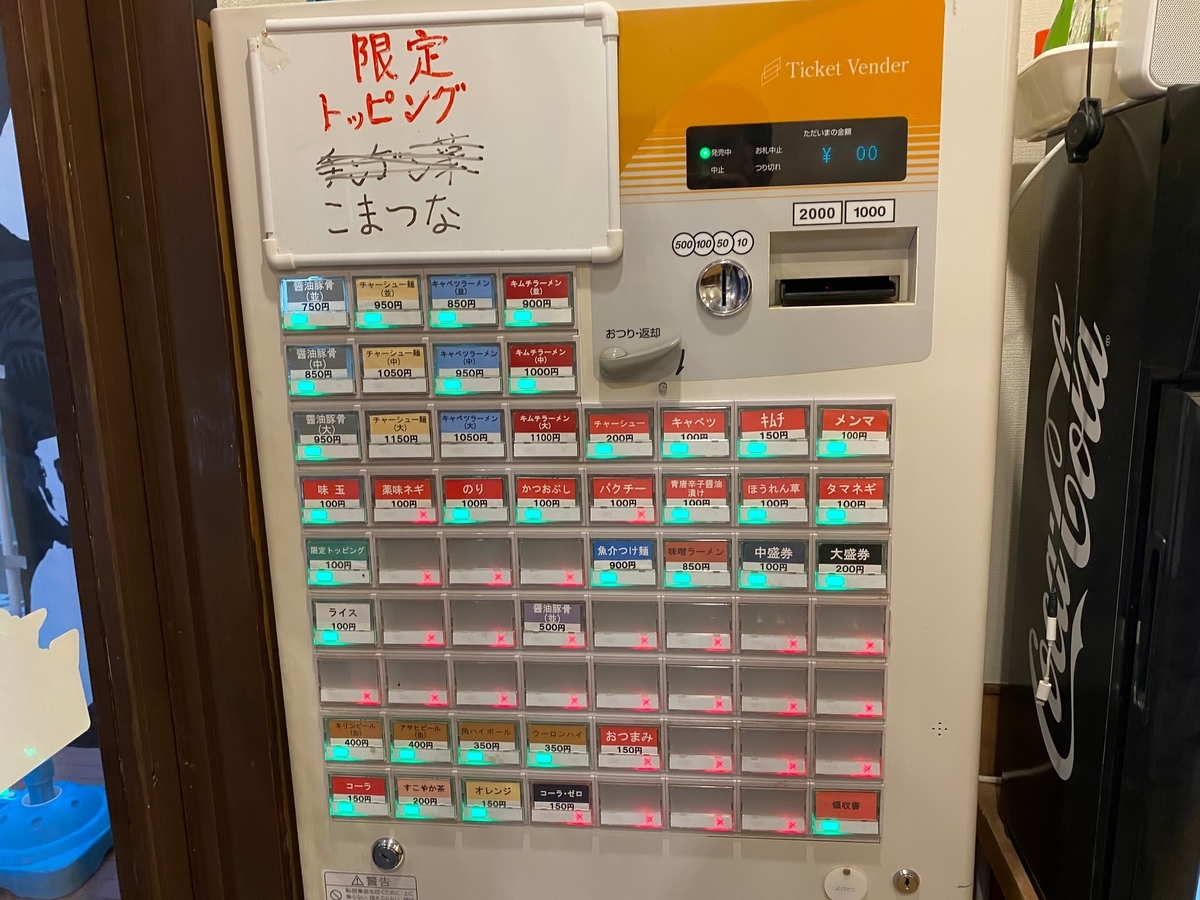 限定
トッピング
こまつな
Ticket Vender
ただいまの金額
発売中 お札中止 ¥ 00
中止 つり切れ
2000 1000
500 100 50 10
おつり・返却
醤油豚骨 (並) 750円
チャーシュー麺 (並) 950円
キャベツラーメン (並) 850円
キムチラーメン (並) 900円
醤油豚骨 (中) 850円
チャーシュー麺 (中) 1050円
キャベツラーメン (中) 950円
キムチラーメン (中) 1000円
醤油豚骨 (大) 950円
チャーシュー麺 (大) 1150円
キャベツラーメン (大) 1050円
キムチラーメン (大) 1100円
チャーシュー 200円
キャベツ 100円
キムチ 150円
メンマ 100円
味玉 100円
薬味ネギ 100円
のり 100円
かつおぶし 100円
パクチー 100円
青唐辛子醤油漬け 100円
ほうれん草 100円
タマネギ 100円
限定トッピング 100円
魚介つけ麺 900円
味噌ラーメン 850円
中盛券 100円
大盛券 200円
ライス 100円
醤油豚骨 (並) 500円
キリンビール (缶) 400円
アサヒビール (缶) 400円
角ハイボール 350円
ウーロンハイ 350円
おつまみ 150円
コーラ 150円
すこやか茶 200円
オレンジ 150円
コーラ・ゼロ 150円
領収書
警告
Coca-Cola